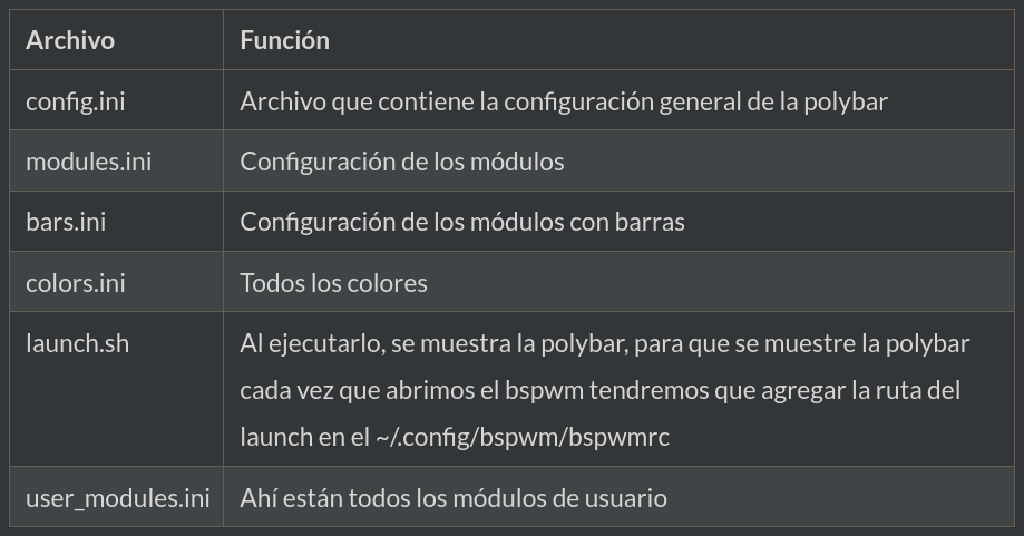 Archivo Función
config.ini Archivo que contiene la configuración general de la polybar
modules.ini Configuración de los módulos
bars.ini Configuración de los módulos con barras
colors.ini Todos los colores
launch.sh Al ejecutarlo, se muestra la polybar, para que se muestre la polybar
cada vez que abrimos el bspwm tendremos que agregar la ruta del
launch en el ~/.config/bspwm/bspwmrc
user_modules.ini Ahí están todos los módulos de usuario